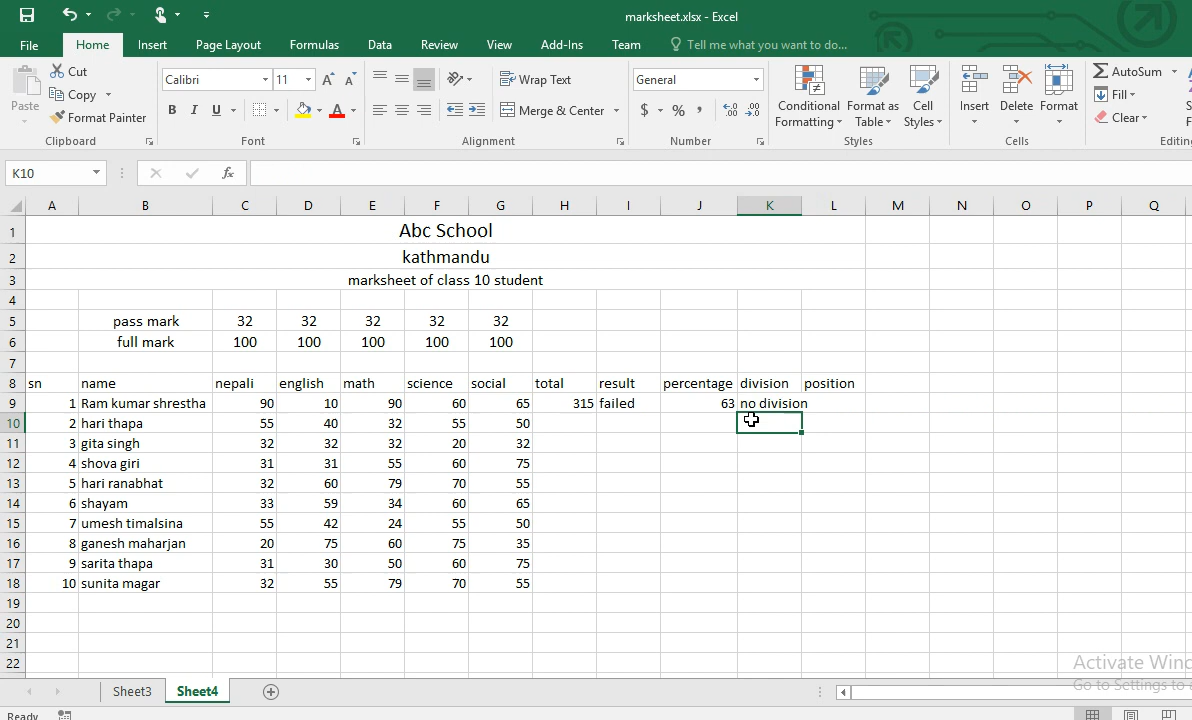 marksheet.xlsx - Excel
File Home Insert Page Layout Formulas Data Review View Add-Ins Team Tell me what you want to do...
Paste Cut Copy Format Painter Clipboard
Calibri 11 B I U A Font
Wrap Text Merge & Center Alignment
General $ % , Number
Conditional Formatting Format as Table Cell Styles Styles
Insert Delete Format Cells
AutoSum Fill Clear
K10 fx
A B C D E F G H I J K L M N O P Q
1 Abc School
2 kathmandu
3 marksheet of class 10 student
4
5 pass mark 32 32 32 32 32
6 full mark 100 100 100 100 100
7
8 sn name nepali english math science social total result percentage division position
9 1 Ram kumar shrestha 90 10 90 60 65 315 failed 63 no division
10 2 hari thapa 55 40 32 55 50
11 3 gita singh 32 32 32 20 32
12 4 shova giri 31 31 55 60 75
13 5 hari ranabhat 32 60 79 70 55
14 6 shayam 33 59 34 60 65
15 7 umesh timalsina 55 42 24 55 50
16 8 ganesh maharjan 20 75 60 75 35
17 9 sarita thapa 31 30 50 60 75
18 10 sunita magar 32 55 79 70 55
19
20
21
22
Activate Wind
Go to Settings to
Sheet3 Sheet4
Ready